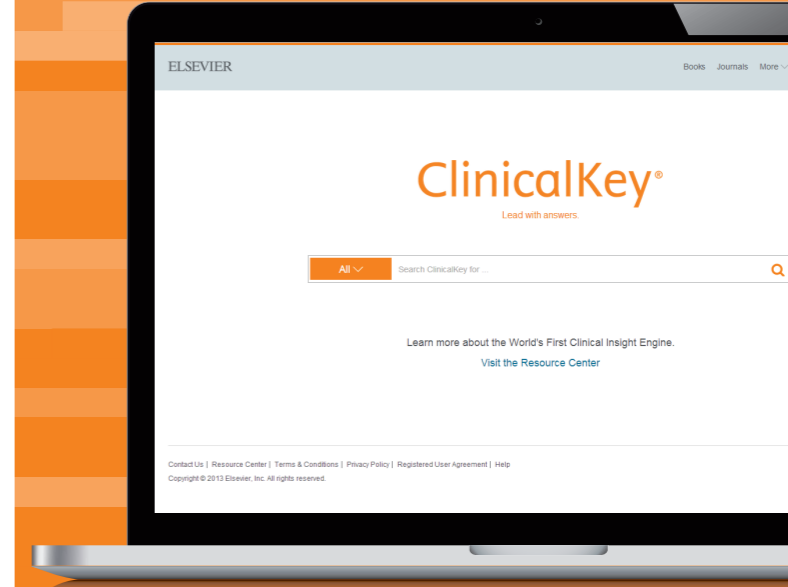 ELSEVIER
Books Journals More
ClinicalKey®
Lead with answers.
All
Search ClinicalKey for ...
Learn more about the World's First Clinical Insight Engine.
Visit the Resource Center
Contact Us | Resource Center | Terms & Conditions | Privacy Policy | Registered User Agreement | Help
Copyright © 2013 Elsevier, Inc. All rights reserved.